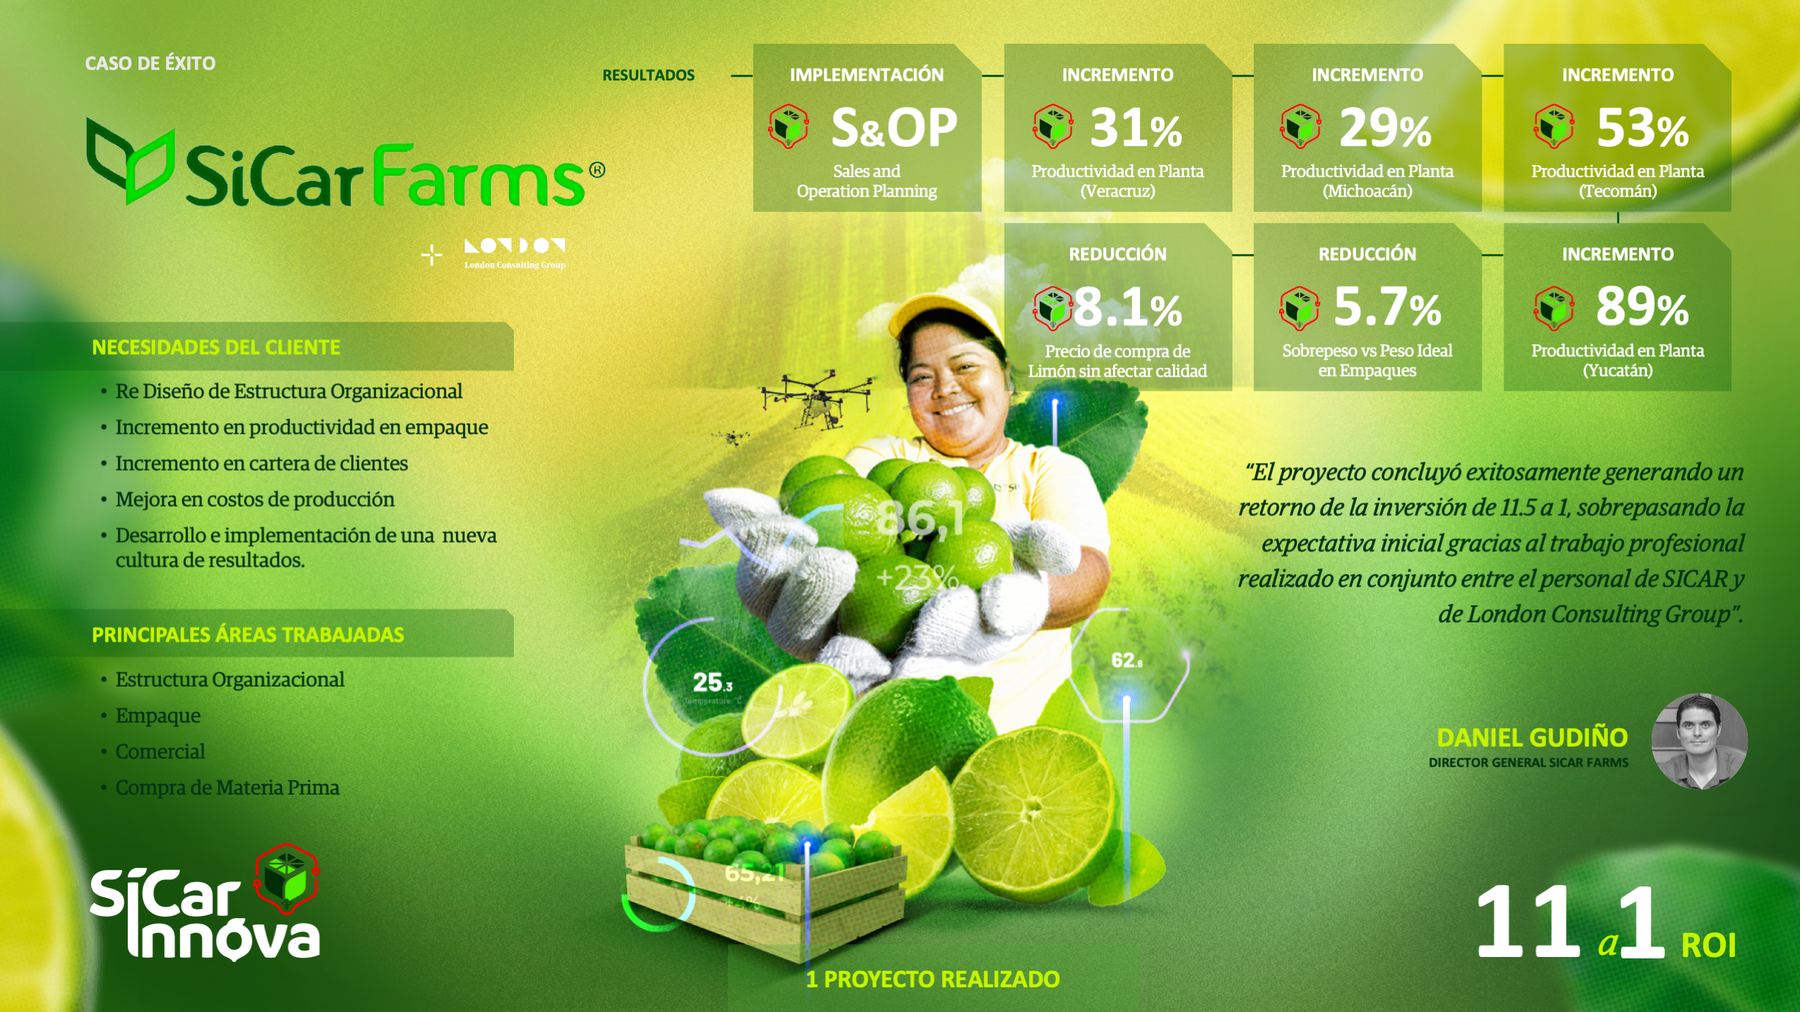 CASO DE ÉXITO
SiCarFarms®
LONDON
London Consulting Group
NECESIDADES DEL CLIENTE
• Re Diseño de Estructura Organizacional
• Incremento en productividad en empaque
• Incremento en cartera de clientes
• Mejora en costos de producción
• Desarrollo e implementación de una nueva
cultura de resultados.
PRINCIPALES ÁREAS TRABAJADAS
• Estructura Organizacional
• Empaque
• Comercial
• Compra de Materia Prima
SiCar
Innova
RESULTADOS
IMPLEMENTACIÓN
S&OP
Sales and
Operation Planning
INCREMENTO
31%
Productividad en Planta
(Veracruz)
INCREMENTO
29%
Productividad en Planta
(Michoacán)
INCREMENTO
53%
Productividad en Planta
(Tecomán)
REDUCCIÓN
8.1%
Precio de compra de
Limón sin afectar calidad
REDUCCIÓN
5.7%
Sobrepeso vs Peso Ideal
en Empaques
INCREMENTO
89%
Productividad en Planta
(Yucatán)
86,1
+23%
25.3
Temperature °C
62.6
65,21
“El proyecto concluyó exitosamente generando un
retorno de la inversión de 11.5 a 1, sobrepasando la
expectativa inicial gracias al trabajo profesional
realizado en conjunto entre el personal de SICAR y
de London Consulting Group”.
DANIEL GUDIÑO
DIRECTOR GENERAL SICAR FARMS
11 a 1 ROI
1 PROYECTO REALIZADO